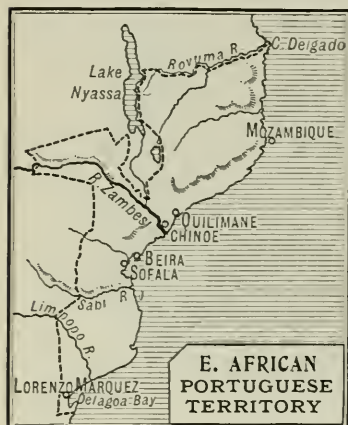 Lake
Nyassa
Rovuma R.
C. Delgado
MOZAMBIQUE
R. Zambesi
QUILIMANE
CHINDE
BEIRA
SOFALA
Sabi R.
Limpopo R.
LORENZO MARQUEZ
Delagoa Bay
E. AFRICAN
PORTUGUESE
TERRITORY